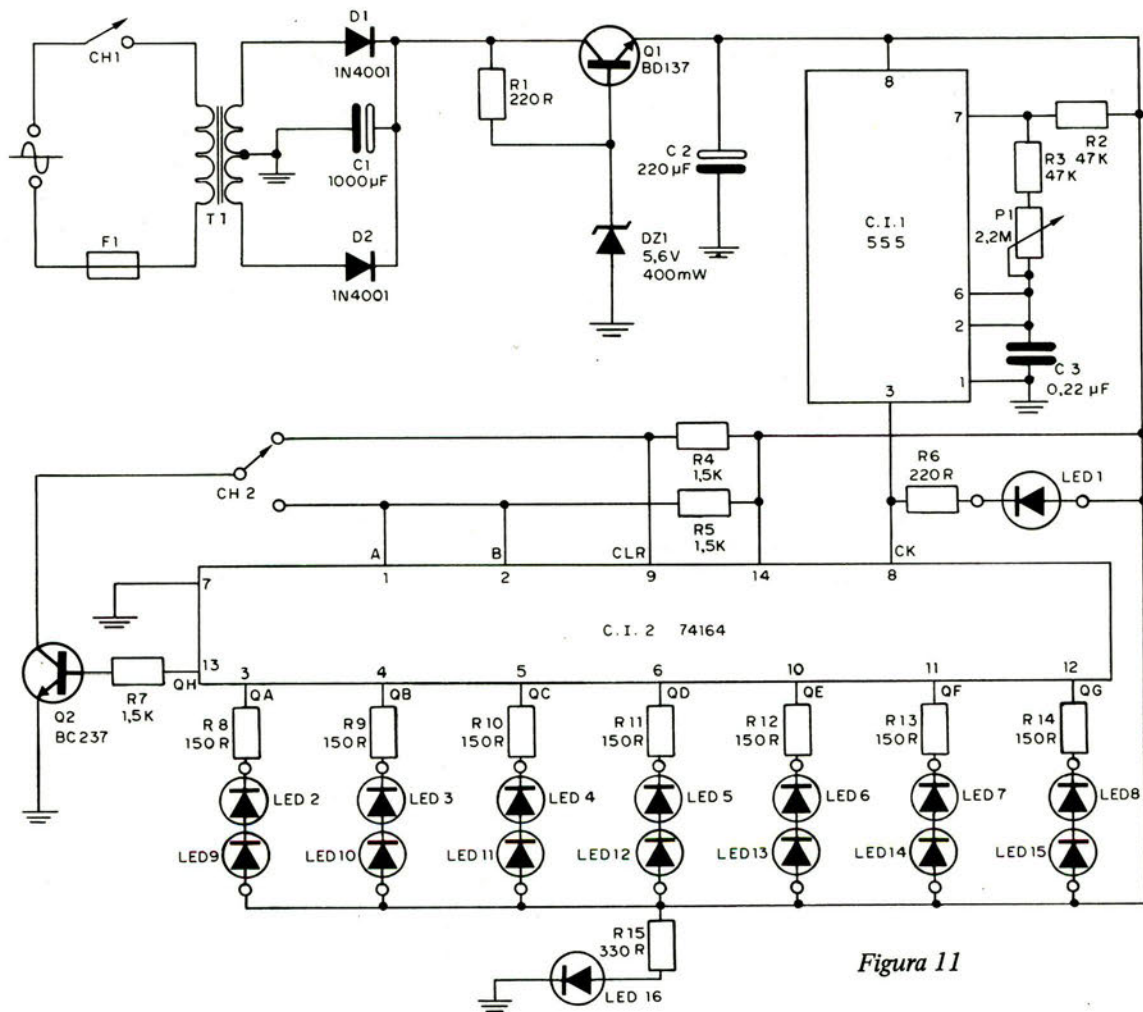 D1
1N4001
CH1
C1
1000µF
T1
F1
D2
1N4001
R1
220R
Q1
BD137
C2
220µF
DZ1
5,6V
400mW
8
7
C.I.1
555
6
2
1
3
R2
47K
R3
47K
P1
2,2M
C3
0,22µF
CH2
R4
1,5K
R5
1,5K
R6
220R
LED1
A
B
CLR
CK
1
2
9
14
8
7
C.I.2 74164
13
QH
R7
1,5K
Q2
BC237
3
4
5
6
10
11
12
QA
QB
QC
QD
QE
QF
QG
R8
150R
R9
150R
R10
150R
R11
150R
R12
150R
R13
150R
R14
150R
LED 2
LED 3
LED 4
LED 5
LED 6
LED 7
LED8
LED9
LED10
LED11
LED12
LED13
LED14
LED15
R15
330R
LED 16
Figura 11